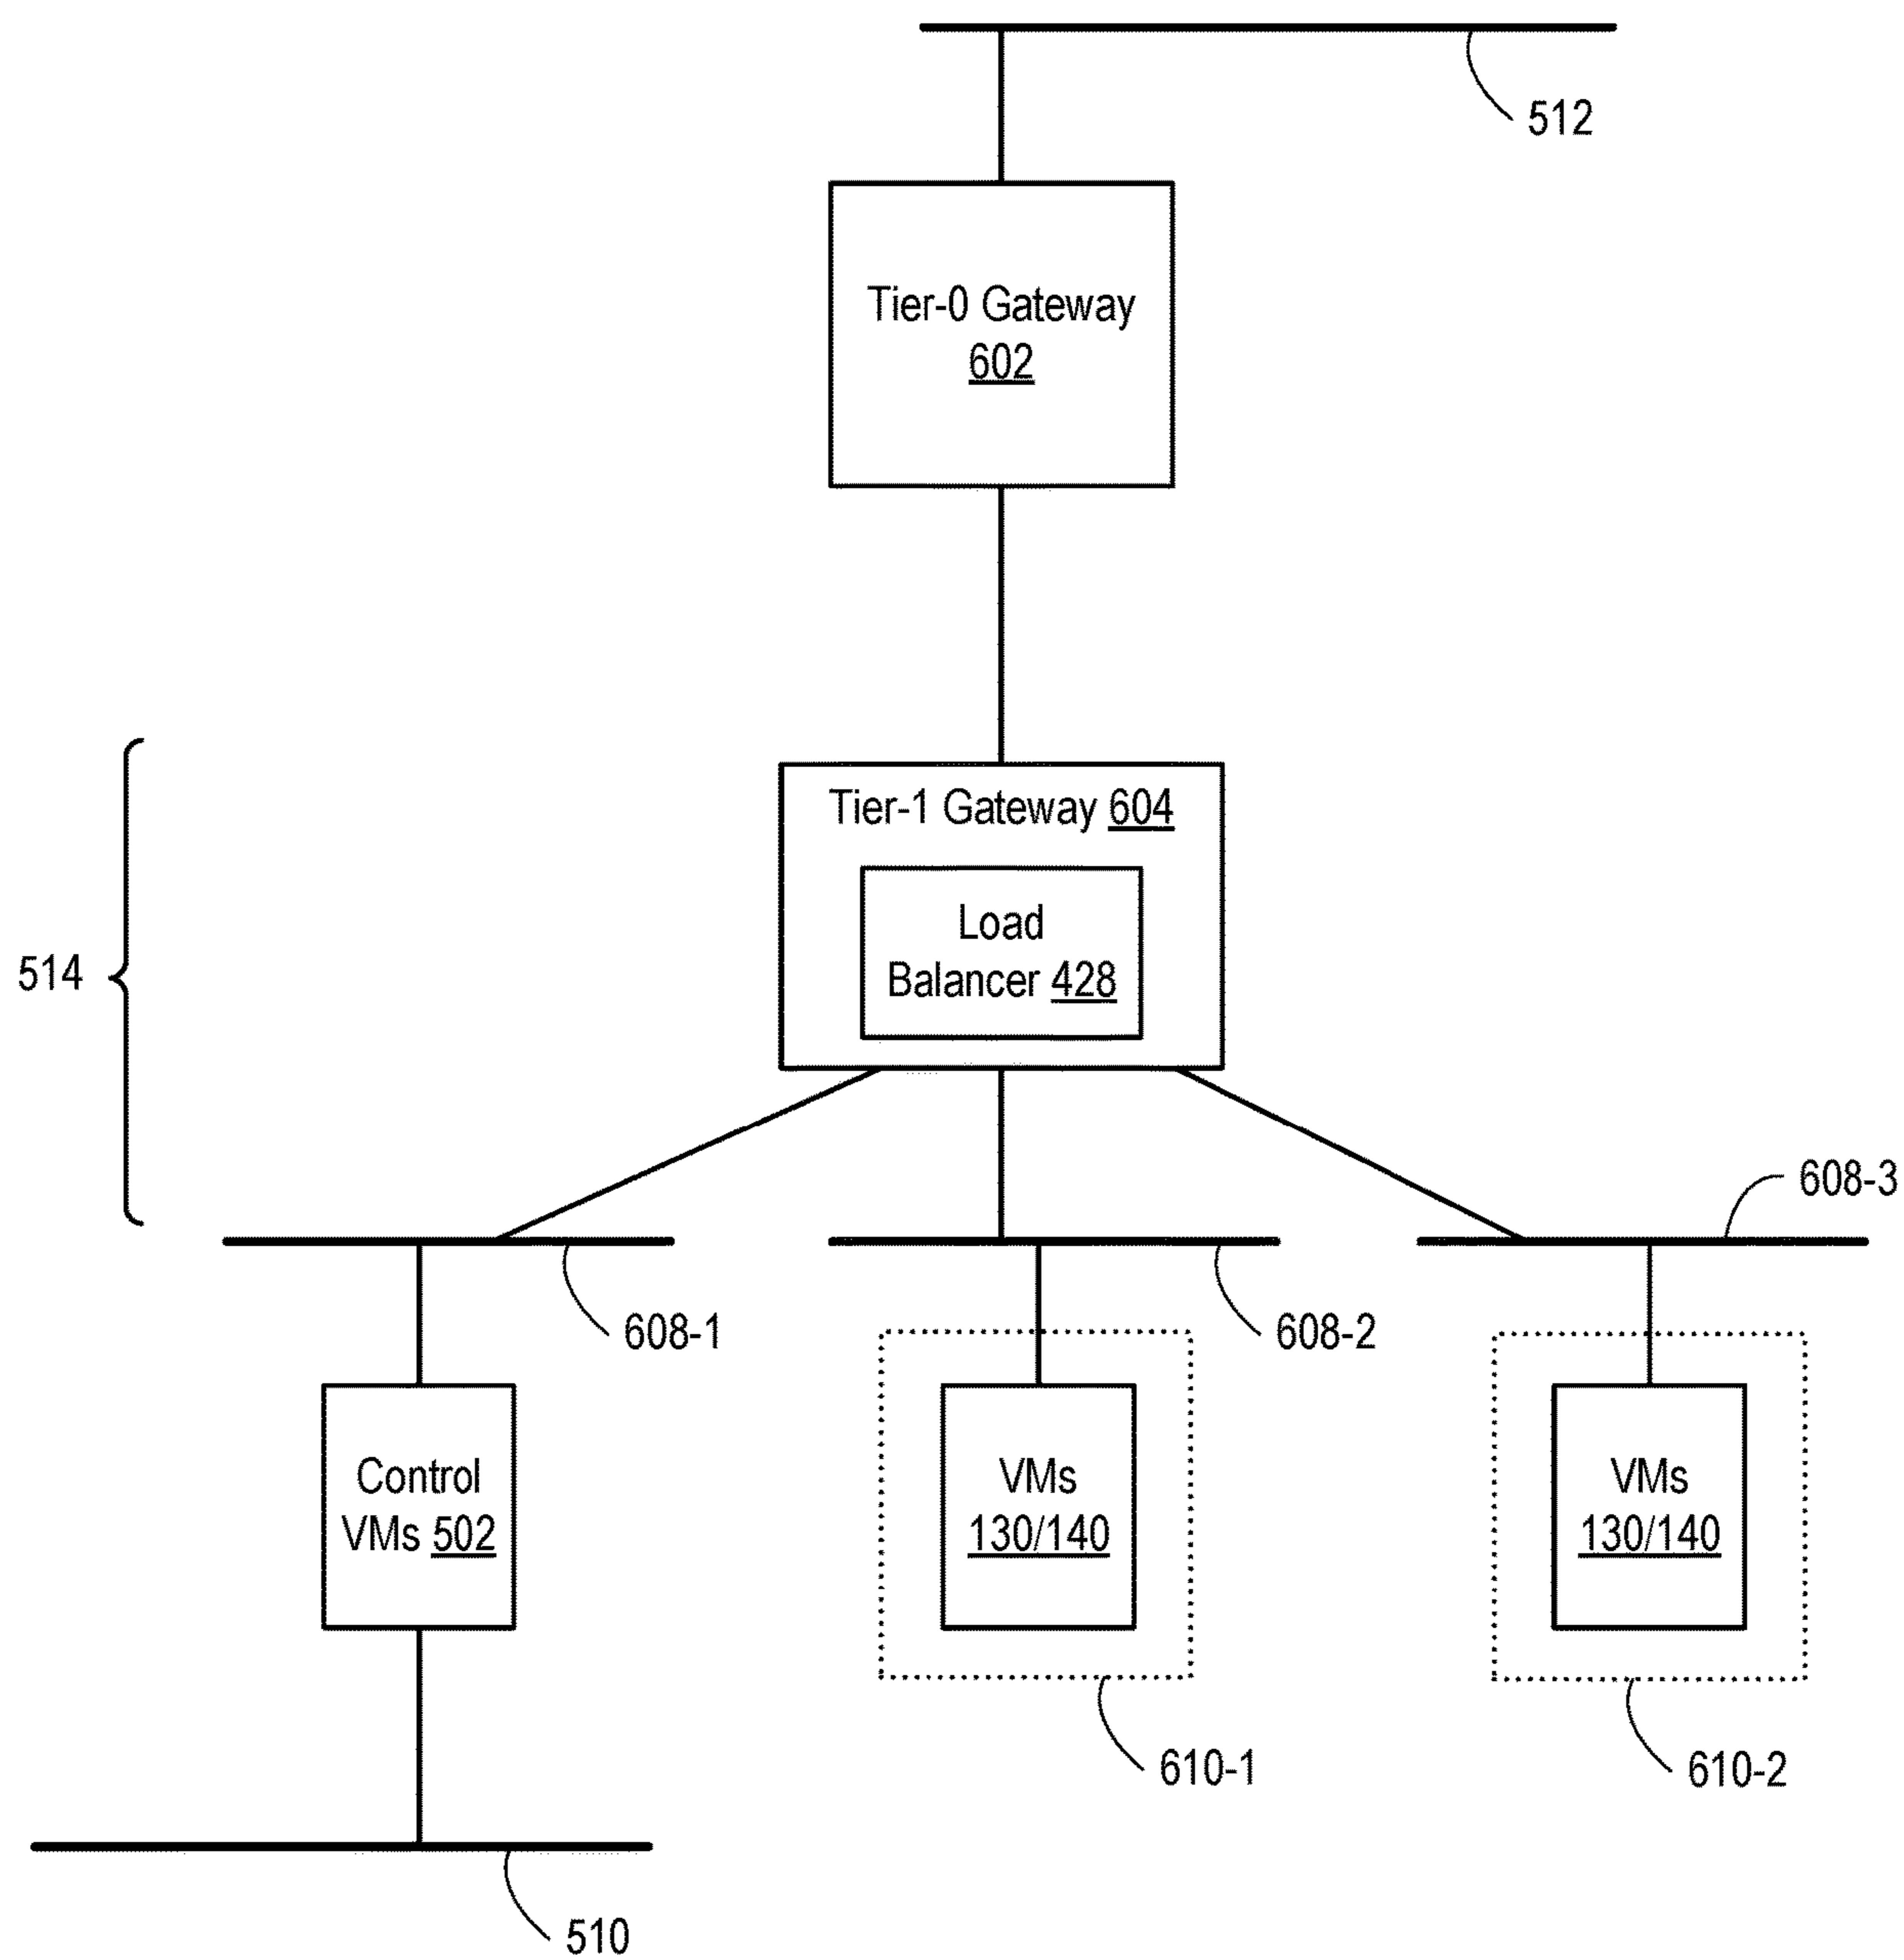 512
Tier-0 Gateway
602
Tier-1 Gateway 604
Load
Balancer 428
514
608-3
608-1
608-2
Control
VMs 502
VMs
130/140
VMs
130/140
610-1
610-2
510